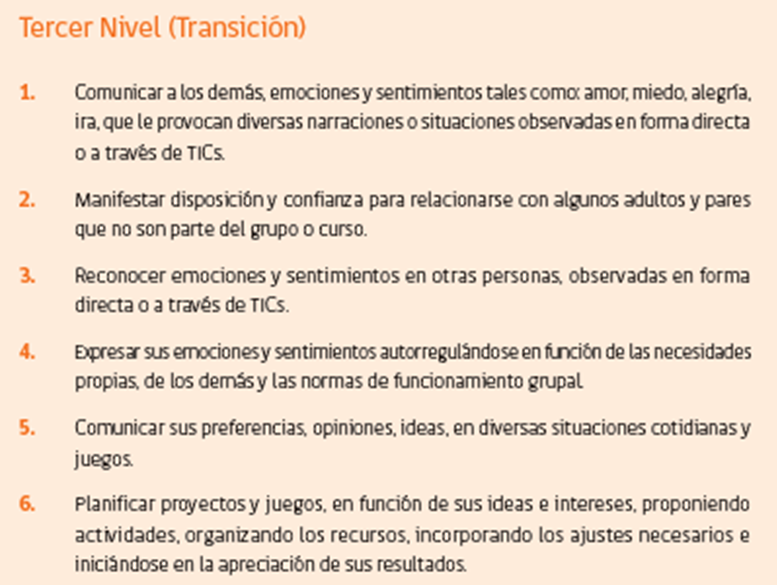 Tercer Nivel (Transición)
1. Comunicar a los demás, emociones y sentimientos tales como: amor, miedo, alegría,
ira, que le provocan diversas narraciones o situaciones observadas en forma directa
o a través de TICs.
2. Manifestar disposición y confianza para relacionarse con algunos adultos y pares
que no son parte del grupo o curso.
3. Reconocer emociones y sentimientos en otras personas, observadas en forma
directa o a través de TICs.
4. Expresar sus emociones y sentimientos autorregulándose en función de las necesidades
propias, de los demás y las normas de funcionamiento grupal.
5. Comunicar sus preferencias, opiniones, ideas, en diversas situaciones cotidianas y
juegos.
6. Planificar proyectos y juegos, en función de sus ideas e intereses, proponiendo
actividades, organizando los recursos, incorporando los ajustes necesarios e
iniciándose en la apreciación de sus resultados.